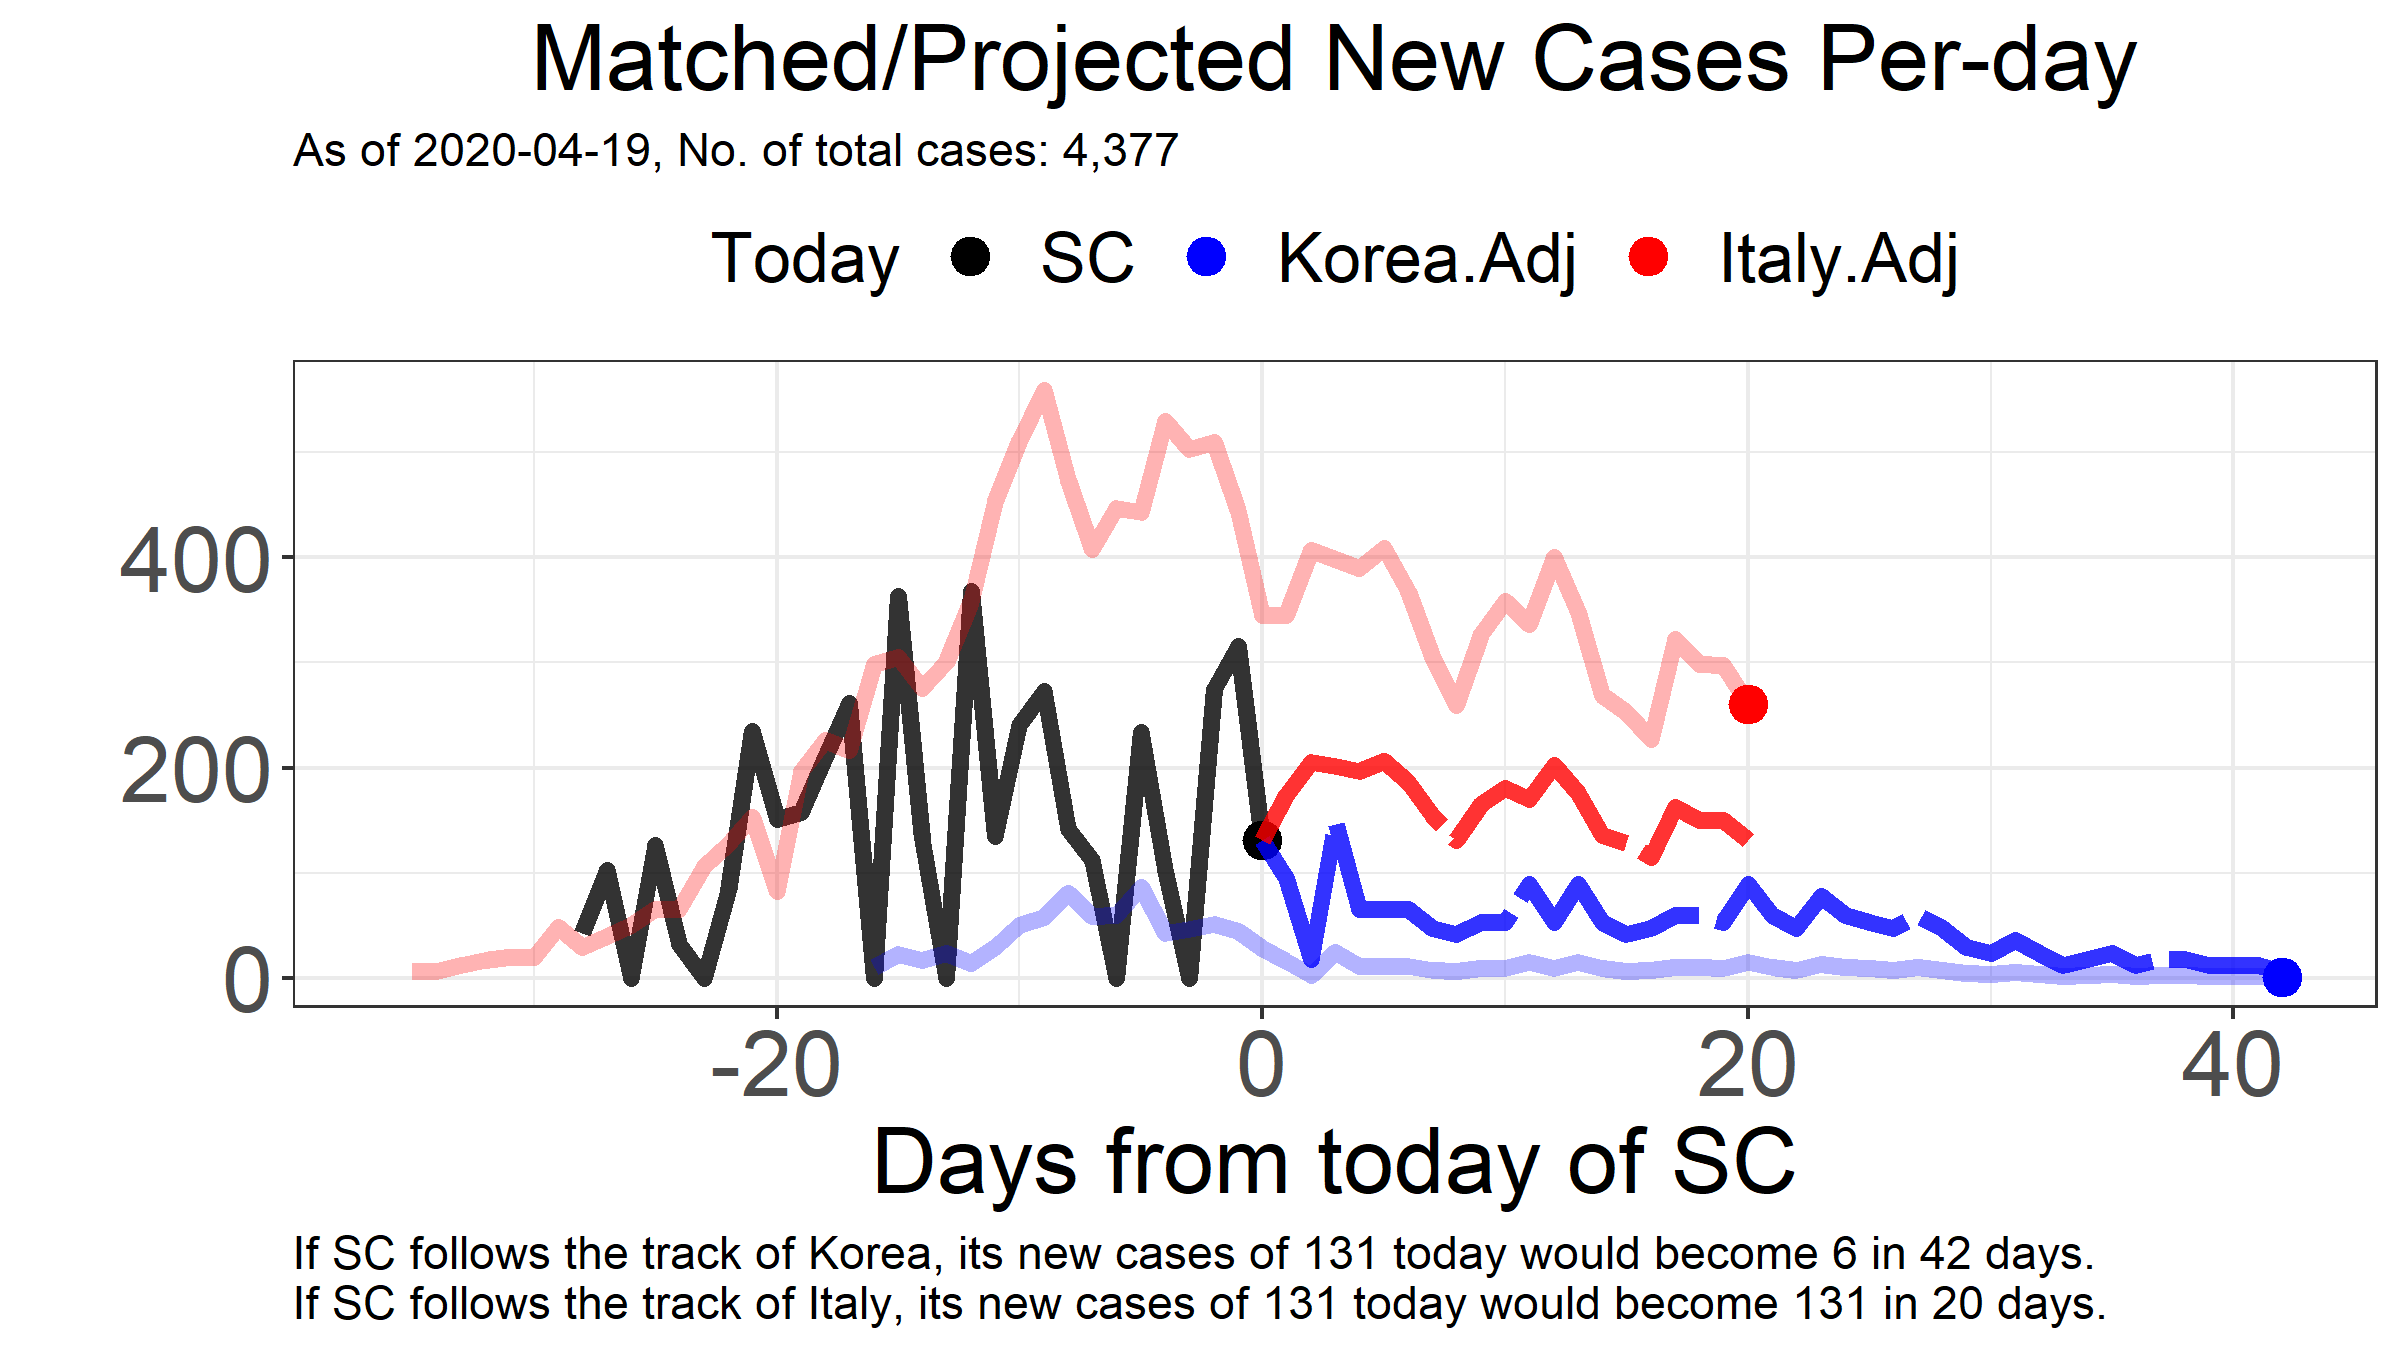 Matched/Projected New Cases Per-day
As of 2020-04-19, No. of total cases: 4,377
Today SC Korea.Adj Italy.Adj
400
200
0
-20 0 20 40
Days from today of SC
If SC follows the track of Korea, its new cases of 131 today would become 6 in 42 days.
If SC follows the track of Italy, its new cases of 131 today would become 131 in 20 days.